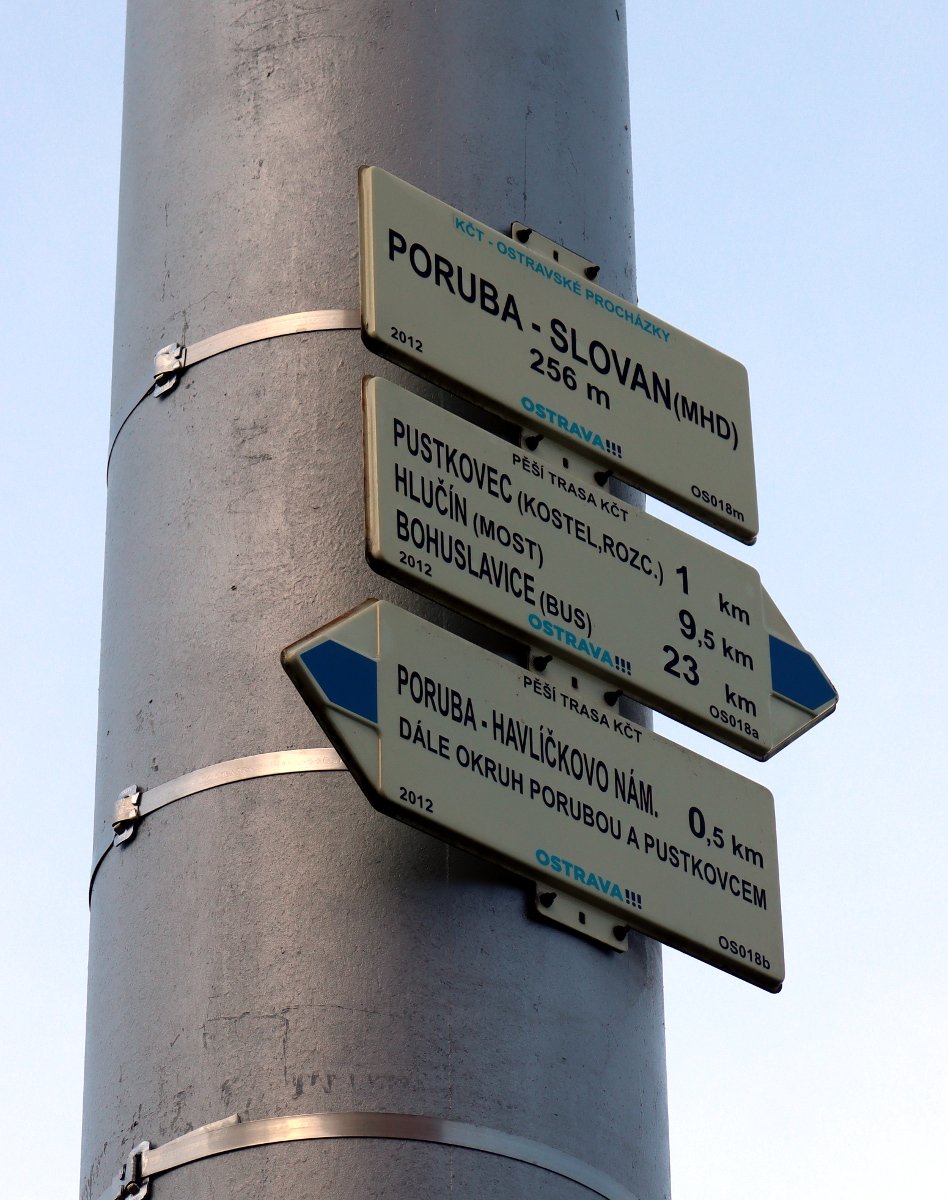 KČT - OSTRAVSKÉ PROCHÁZKY
PORUBA - SLOVAN (MHD)
256 m
2012
OSTRAVA!!!
OS018m
PĚŠÍ TRASA KČT
PUSTKOVEC (KOSTEL,ROZC.) 1 km
HLUČÍN (MOST) 9,5 km
BOHUSLAVICE (BUS) 23 km
2012
OSTRAVA!!!
OS018a
PĚŠÍ TRASA KČT
PORUBA - HAVLÍČKOVO NÁM. 0,5 km
DÁLE OKRUH PORUBOU A PUSTKOVCEM
2012
OSTRAVA!!!
OS018b